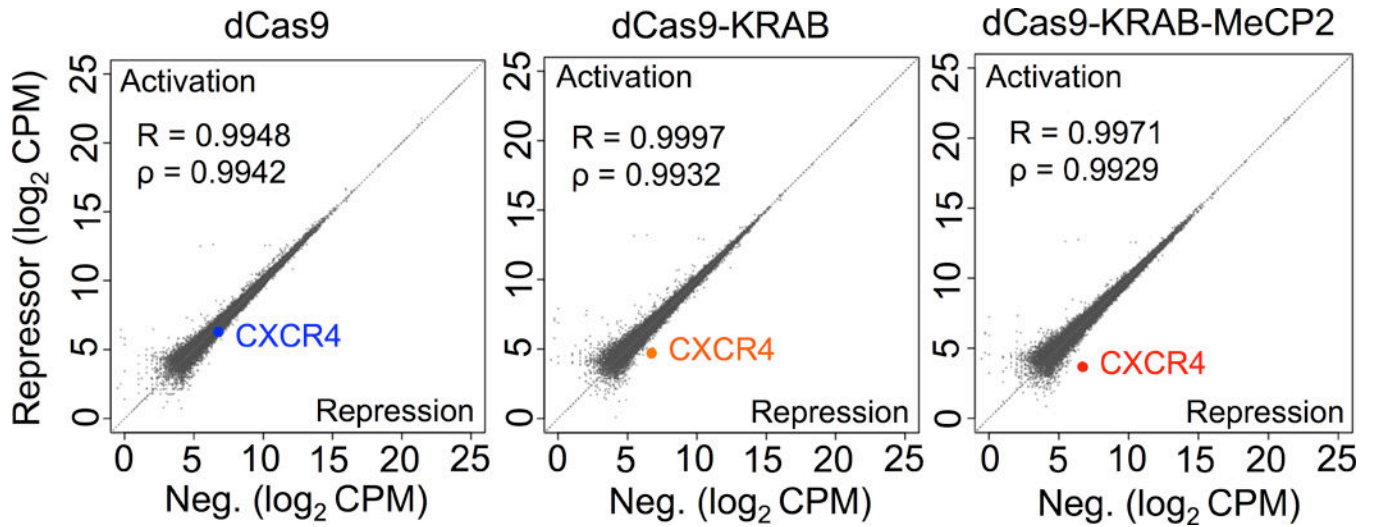 dCas9
dCas9-KRAB
dCas9-KRAB-MeCP2
Repressor (log₂ CPM)
25
20
15
10
5
0
Activation
R = 0.9948
ρ = 0.9942
CXCR4
Repression
0 5 10 15 20 25
Neg. (log₂ CPM)
25
20
15
10
5
0
Activation
R = 0.9997
ρ = 0.9932
CXCR4
Repression
0 5 10 15 20 25
Neg. (log₂ CPM)
25
20
15
10
5
0
Activation
R = 0.9971
ρ = 0.9929
CXCR4
Repression
0 5 10 15 20 25
Neg. (log₂ CPM)